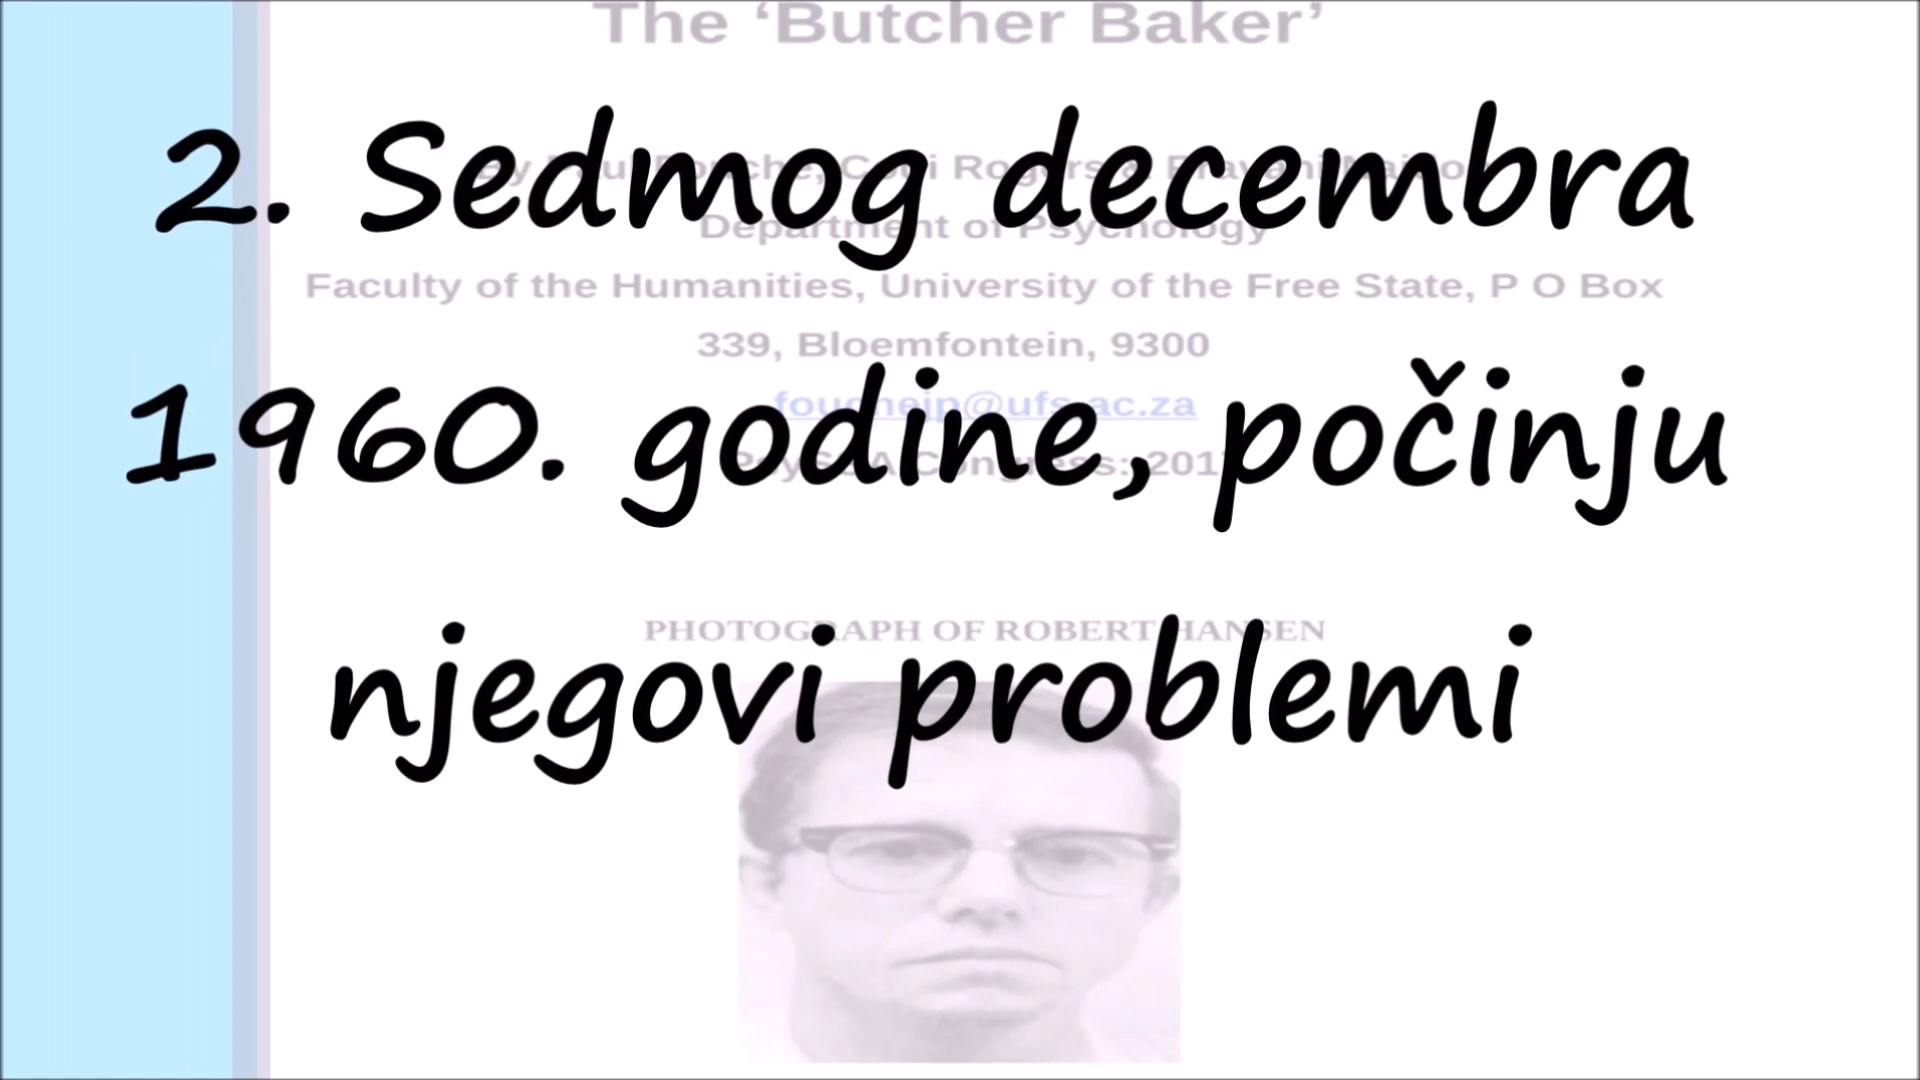 The ‘Butcher Baker’
2. Sedmog decembra
Department of Psychology
Faculty of the Humanities, University of the Free State, P O Box
339, Bloemfontein, 9300
1960. godine, počinju
PHOTOGRAPH OF ROBERT HANSEN
njegovi problemi